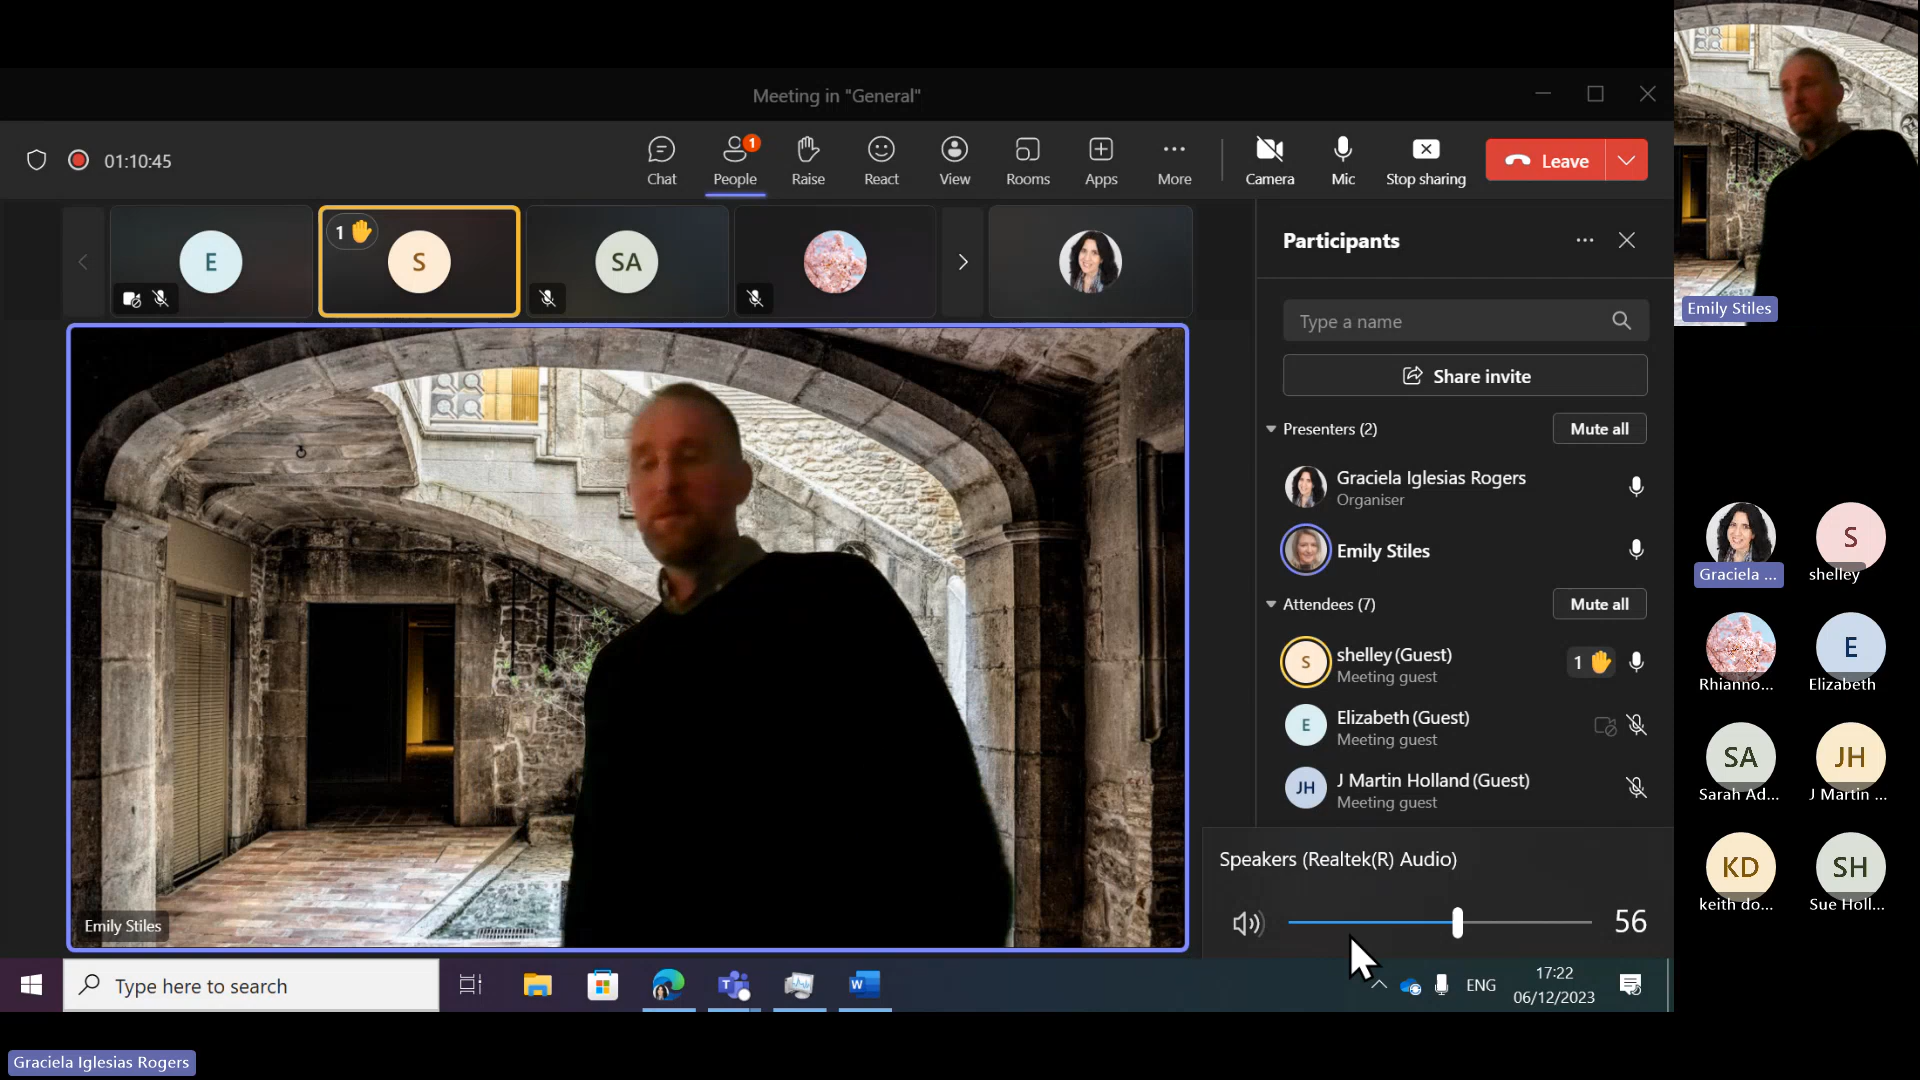 Meeting in "General"
01:10:45
Chat
People
1
Raise
React
View
Rooms
Apps
More
Camera
Mic
Stop sharing
Leave
E
1
S
SA
Emily Stiles
Participants
Type a name
Share invite
Presenters (2)
Mute all
Graciela Iglesias Rogers
Organiser
Emily Stiles
Attendees (7)
Mute all
S
shelley (Guest)
Meeting guest
1
E
Elizabeth (Guest)
Meeting guest
JH
J Martin Holland (Guest)
Meeting guest
Speakers (Realtek(R) Audio)
56
Type here to search
T
W
ENG
17:22
06/12/2023
Emily Stiles
Graciela ...
S
shelley
Rhianno...
E
Elizabeth
SA
Sarah Ad...
JH
J Martin ...
KD
keith do...
SH
Sue Holl...
Graciela Iglesias Rogers